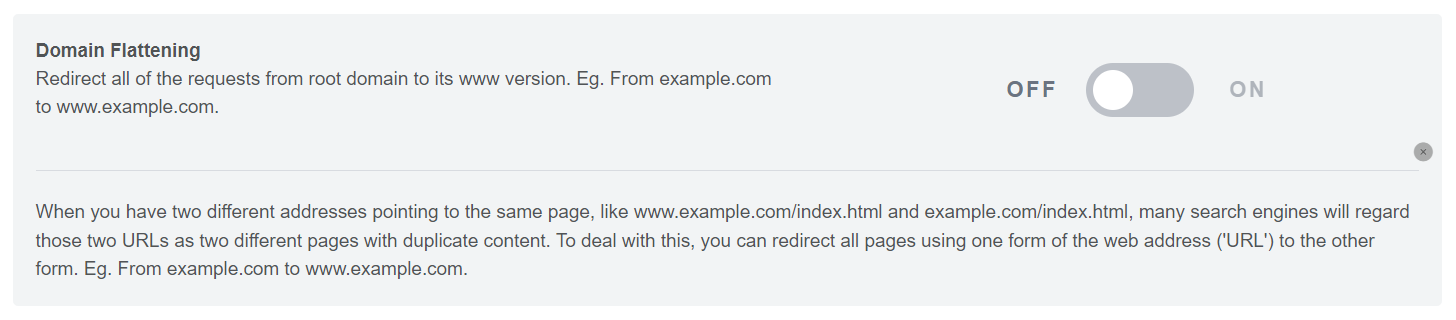 Domain Flattening
Redirect all of the requests from root domain to its www version. Eg. From example.com
to www.example.com.
OFF ON
When you have two different addresses pointing to the same page, like www.example.com/index.html and example.com/index.html, many search engines will regard
those two URLs as two different pages with duplicate content. To deal with this, you can redirect all pages using one form of the web address ('URL') to the other
form. Eg. From example.com to www.example.com.